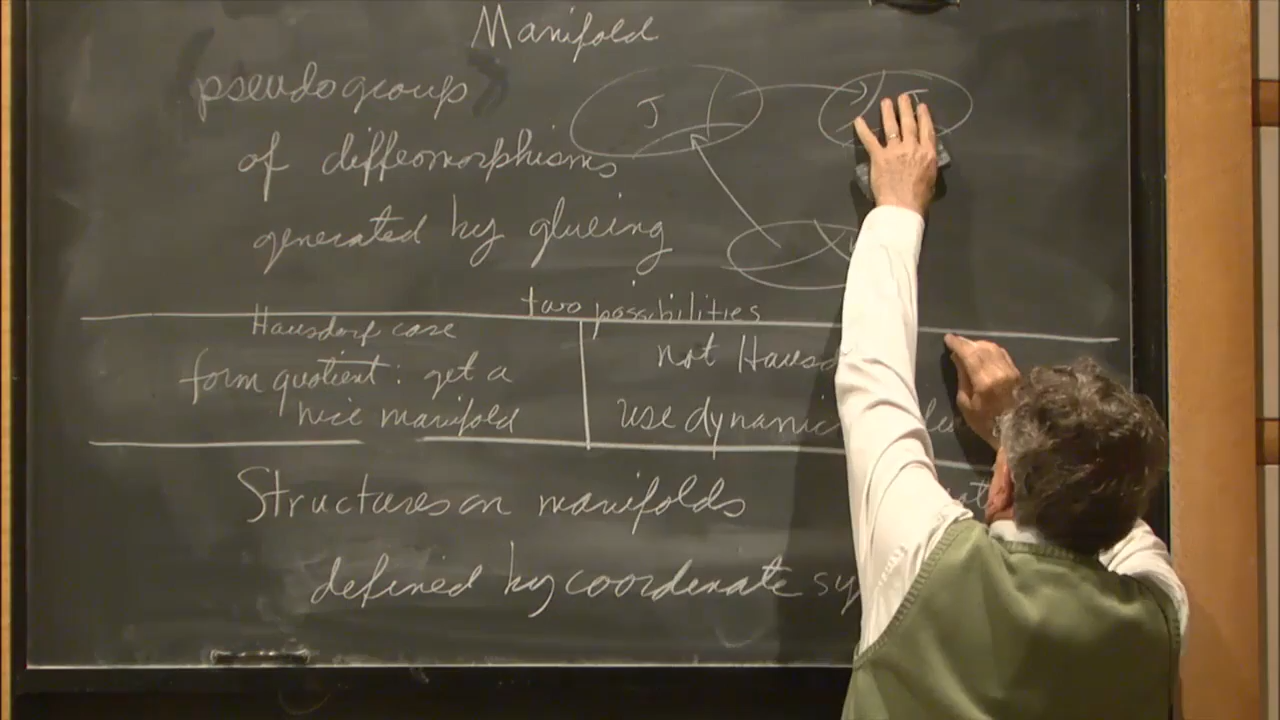 Manifold
pseudogroup
of diffeomorphisms
generated by glueing
J
J
two possibilities
Hausdorf case
form quotient: get a
nice manifold
not Haus
use dynamic
Structures on manifolds
defined by coordinate sy